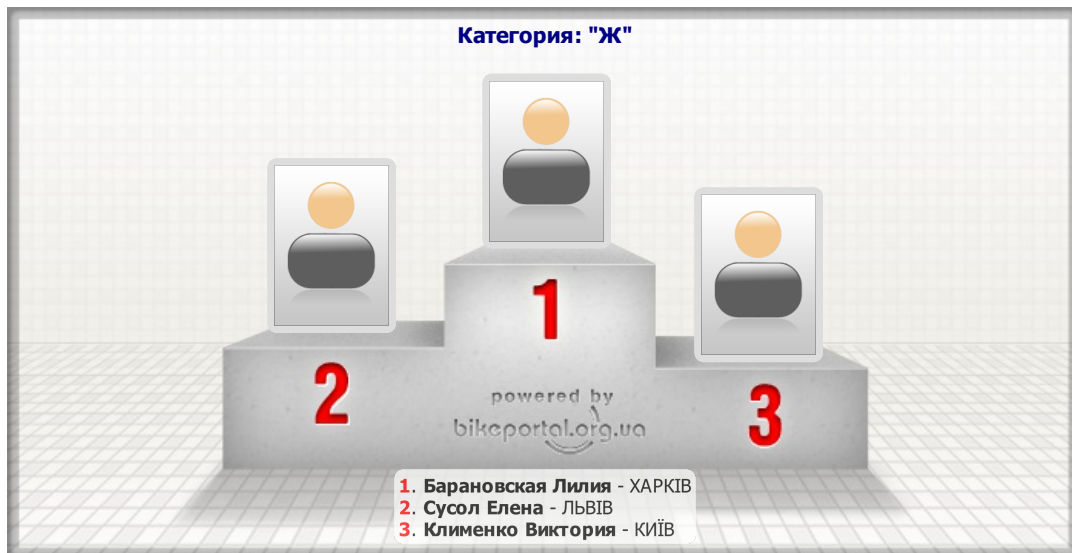 Категория: "Ж"
1
2
3
powered by
bikeportal.org.ua
1. Барановская Лилия - ХАРКІВ
2. Сусол Елена - ЛЬВІВ
3. Клименко Виктория - КИЇВ